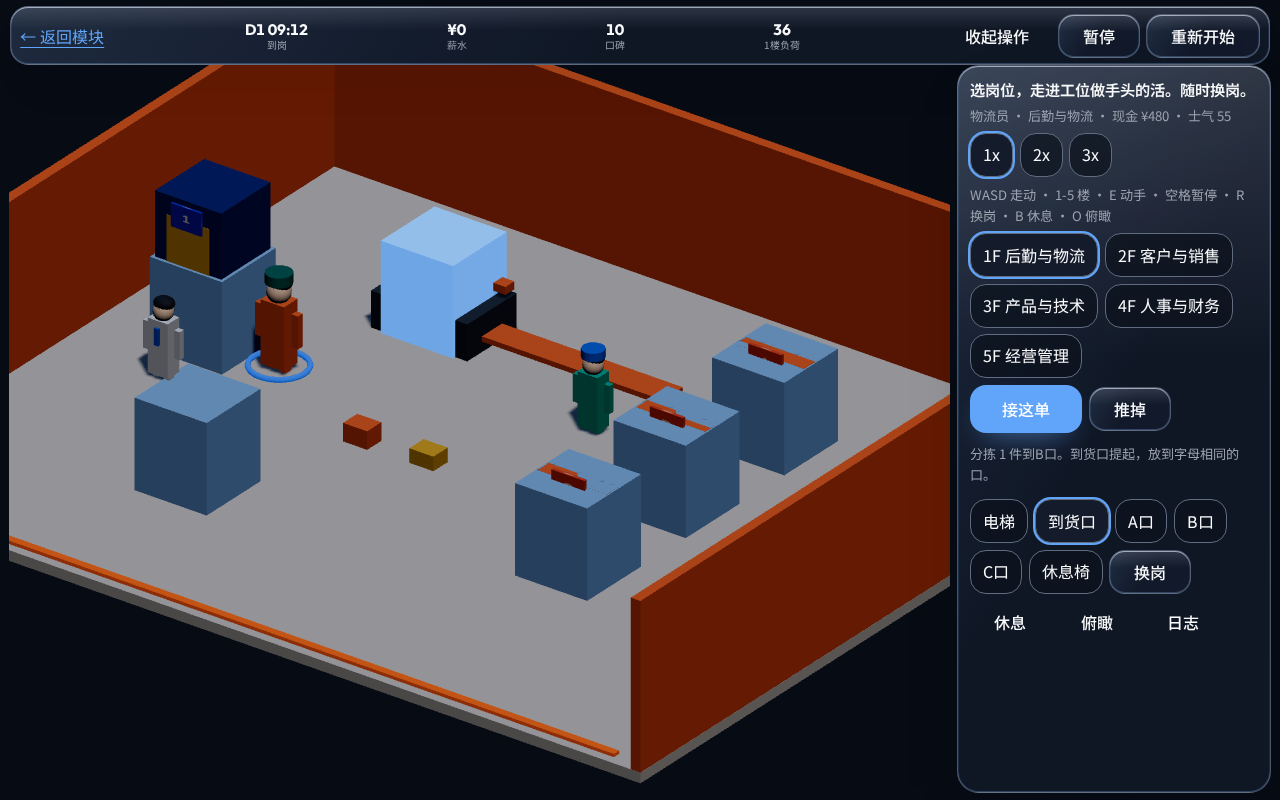 ← 返回模块
D1 09:12
到岗
¥0
薪水
10
口碑
36
1楼负荷
收起操作
暂停
重新开始
选岗位，走进工位做手头的活。随时换岗。
物流员 · 后勤与物流 · 现金 ¥480 · 士气 55
1x
2x
3x
WASD 走动 · 1-5 楼 · E 动手 · 空格暂停 · R
换岗 · B 休息 · O 俯瞰
1F 后勤与物流
2F 客户与销售
3F 产品与技术
4F 人事与财务
5F 经营管理
接这单
推掉
分拣 1 件到B口。到货口提起，放到字母相同的
口。
电梯
到货口
A口
B口
C口
休息椅
换岗
休息
俯瞰
日志
1